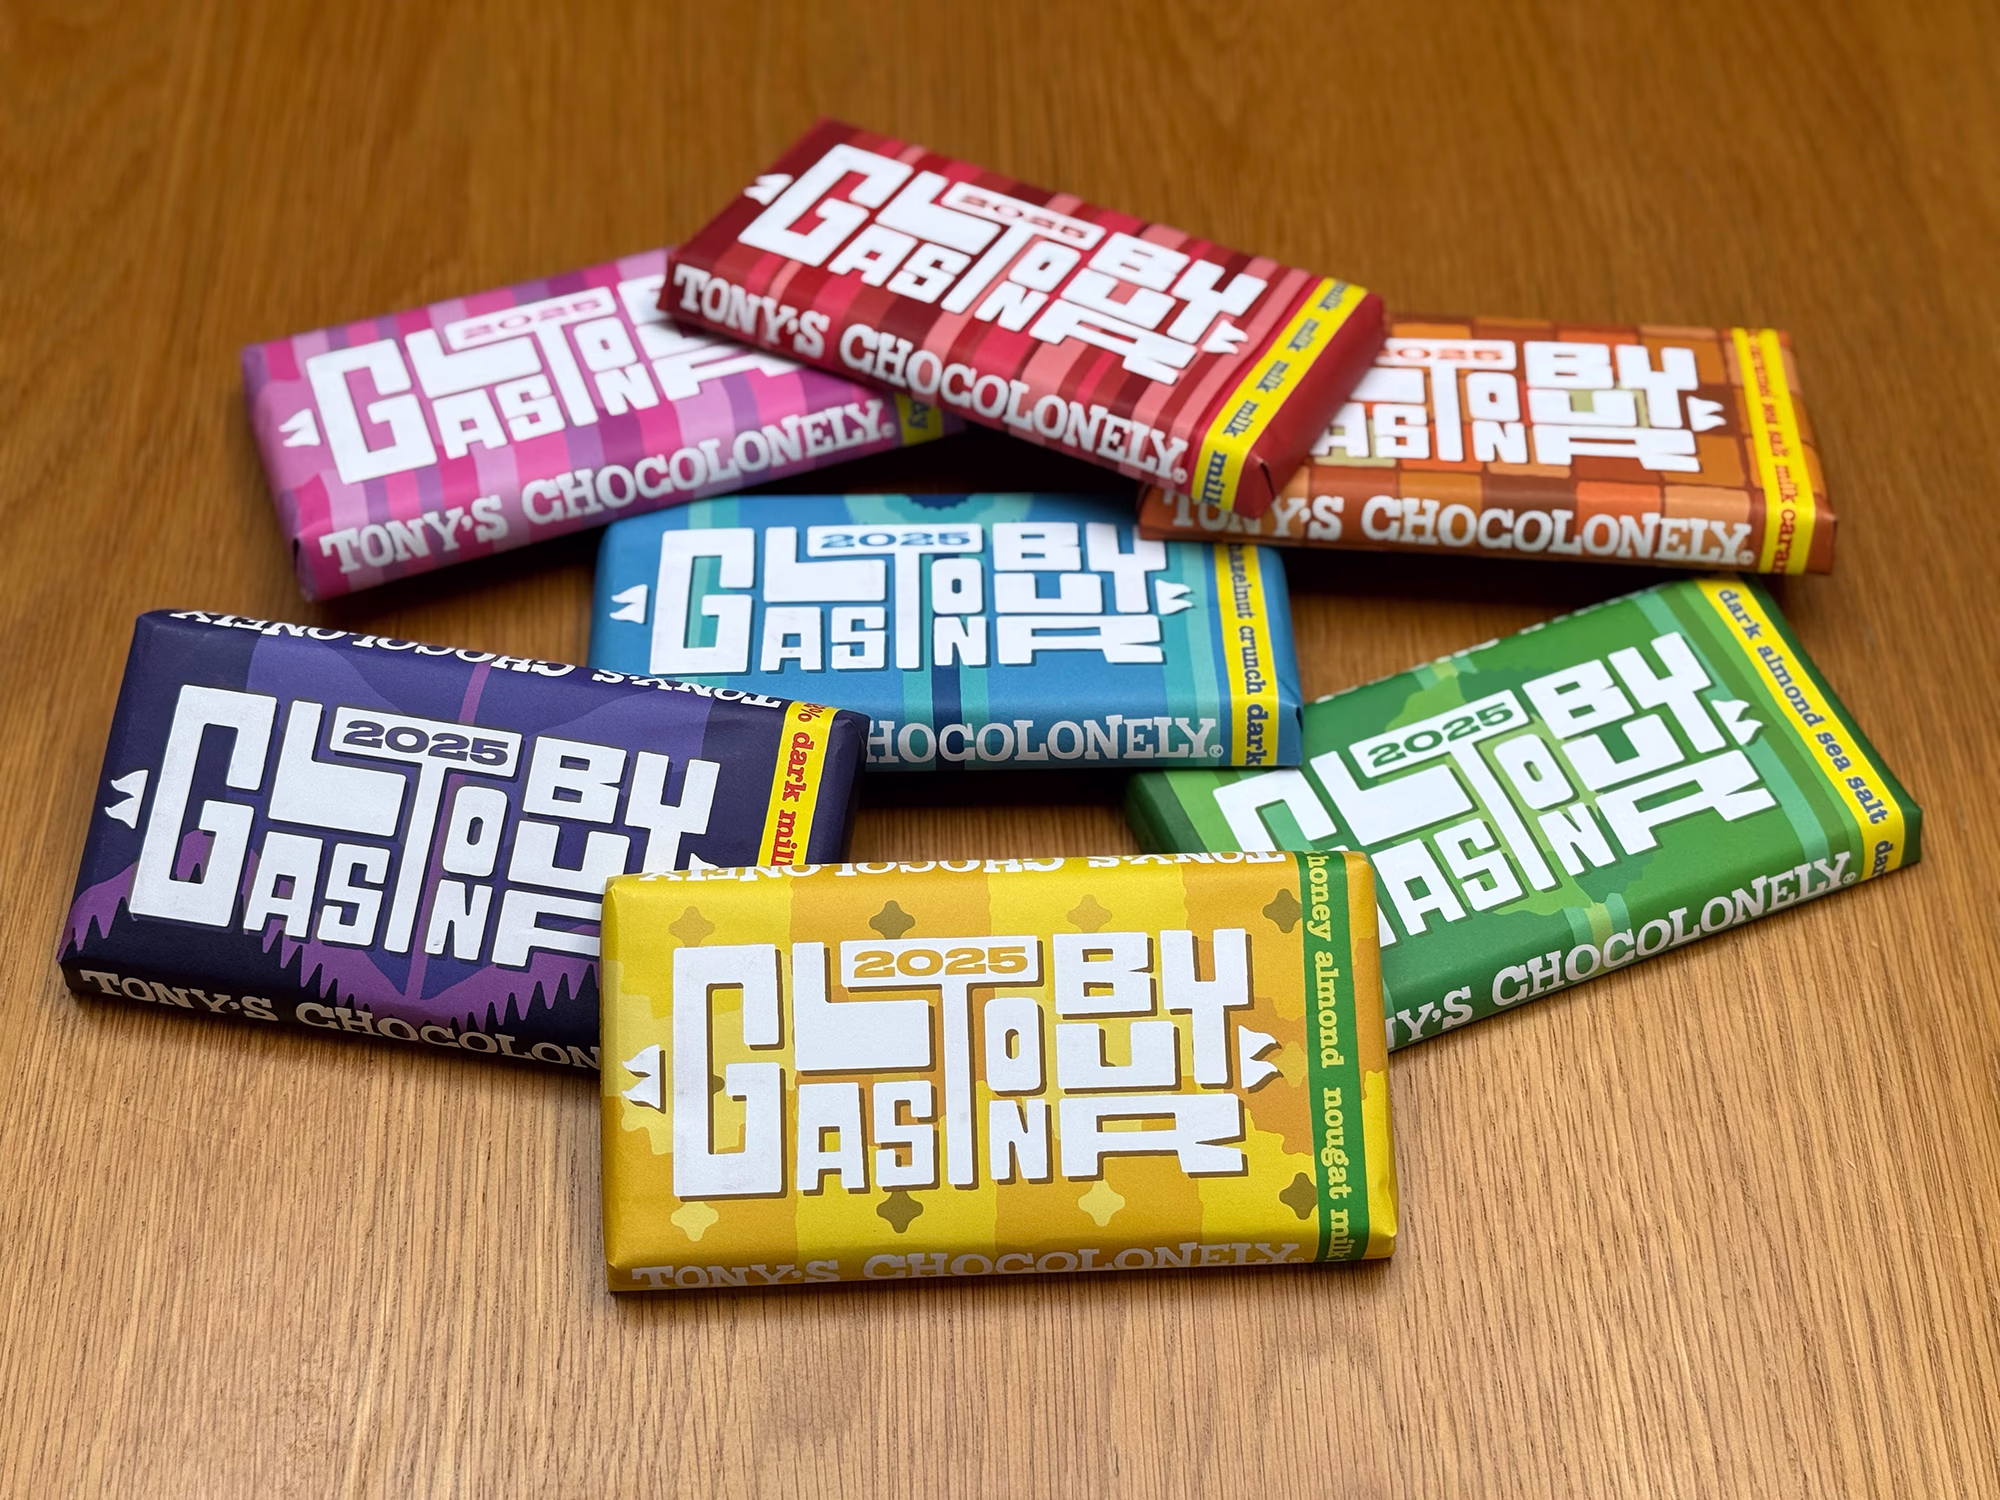 2025
GLASTONBURY
TONY'S CHOCOLONELY
milk milk milk milk
2025
TONY'S CHOCOLONELY
2025
TONY'S CHOCOLONELY
caramel sea salt milk
2025
GLASTONBURY
CHOCOLONELY
hazelnut crunch dark
TONY'S CHOCOLONELY
2025
GLASTONBURY
TONY'S
dark
2025
GLASTONBURY
CHOCOLONELY
dark almond sea salt
TONY'S CHOCOLONELY
2025
GLASTONBURY
TONY'S CHOCOLONELY
honey almond nougat milk